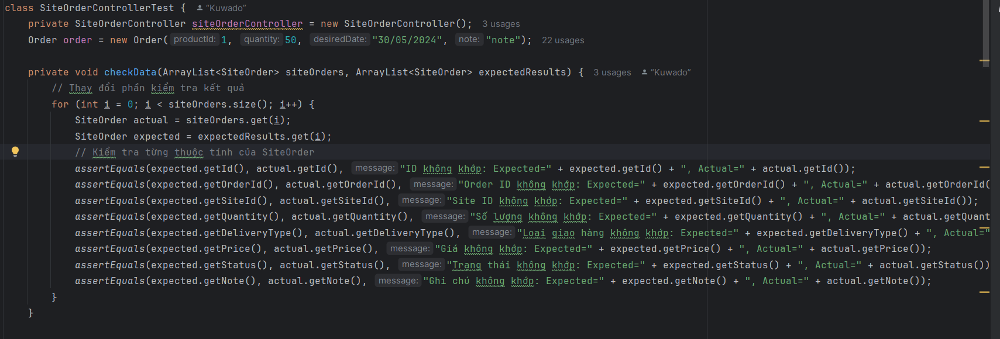 class SiteOrderControllerTest { “Kuwado”
private SiteOrderController siteOrderController = new SiteOrderController(); 3 usages
Order order = new Order( productId: 1, quantity: 50, desiredDate: "30/05/2024", note: "note"); 22 usages
private void checkData(ArrayList<SiteOrder> siteOrders, ArrayList<SiteOrder> expectedResults) { 3 usages “Kuwado”
// Thay đổi phần kiểm tra kết quả
for (int i = 0; i < siteOrders.size(); i++) {
SiteOrder actual = siteOrders.get(i);
SiteOrder expected = expectedResults.get(i);
// Kiểm tra từng thuộc tính của SiteOrder
assertEquals(expected.getId(), actual.getId(), message: "ID không khớp: Expected=" + expected.getId() + ", Actual=" + actual.getId());
assertEquals(expected.getOrderId(), actual.getOrderId(), message: "Order ID không khớp: Expected=" + expected.getOrderId() + ", Actual=" + actual.getOrderId(
assertEquals(expected.getSiteId(), actual.getSiteId(), message: "Site ID không khớp: Expected=" + expected.getSiteId() + ", Actual=" + actual.getSiteId());
assertEquals(expected.getQuantity(), actual.getQuantity(), message: "Số lượng không khớp: Expected=" + expected.getQuantity() + ", Actual=" + actual.getQuant
assertEquals(expected.getDeliveryType(), actual.getDeliveryType(), message: "Loại giao hàng không khớp: Expected=" + expected.getDeliveryType() + ", Actual="
assertEquals(expected.getPrice(), actual.getPrice(), message: "Giá không khớp: Expected=" + expected.getPrice() + ", Actual=" + actual.getPrice());
assertEquals(expected.getStatus(), actual.getStatus(), message: "Trạng thái không khớp: Expected=" + expected.getStatus() + ", Actual=" + actual.getStatus())
assertEquals(expected.getNote(), actual.getNote(), message: "Ghi chú không khớp: Expected=" + expected.getNote() + ", Actual=" + actual.getNote());
}
}